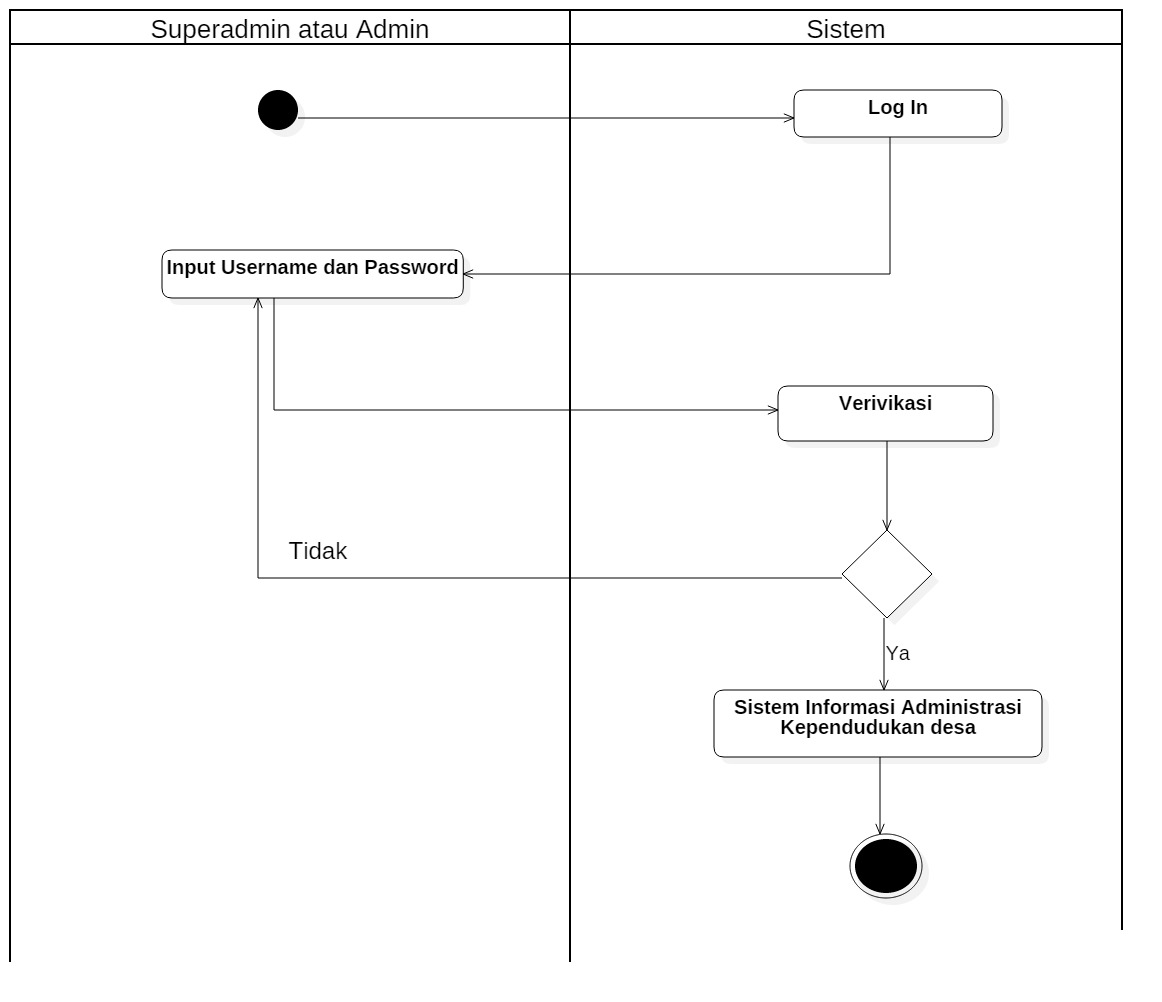 Superadmin atau Admin
Sistem
Log In
Input Username dan Password
Verivikasi
Tidak
Ya
Sistem Informasi Administrasi
Kependudukan desa